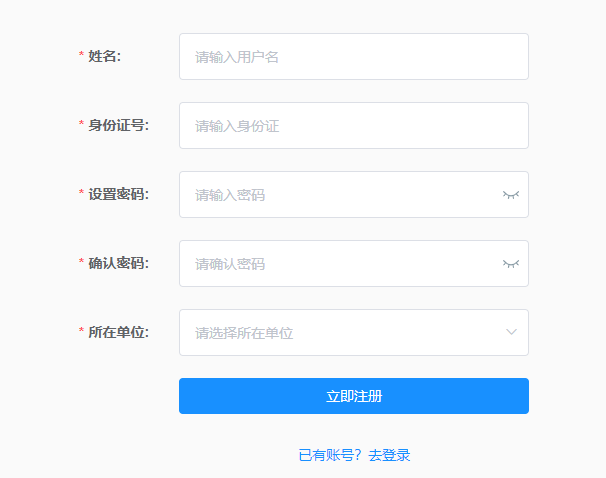 * 姓名:
请输入用户名
* 身份证号:
请输入身份证
* 设置密码:
请输入密码
* 确认密码:
请确认密码
* 所在单位:
请选择所在单位
立即注册
已有账号？去登录